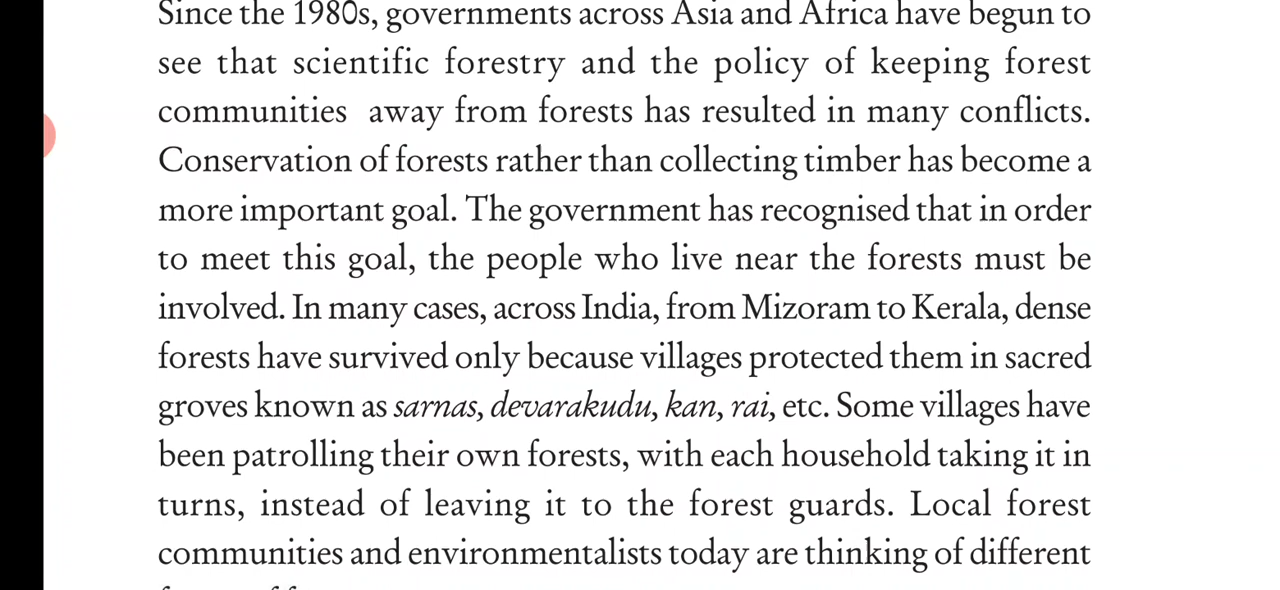 Since the 1980s, governments across Asia and Africa have begun to
see that scientific forestry and the policy of keeping forest
communities away from forests has resulted in many conflicts.
Conservation of forests rather than collecting timber has become a
more important goal. The government has recognised that in order
to meet this goal, the people who live near the forests must be
involved. In many cases, across India, from Mizoram to Kerala, dense
forests have survived only because villages protected them in sacred
groves known as sarnas, devarakudu, kan, rai, etc. Some villages have
been patrolling their own forests, with each household taking it in
turns, instead of leaving it to the forest guards. Local forest
communities and environmentalists today are thinking of different